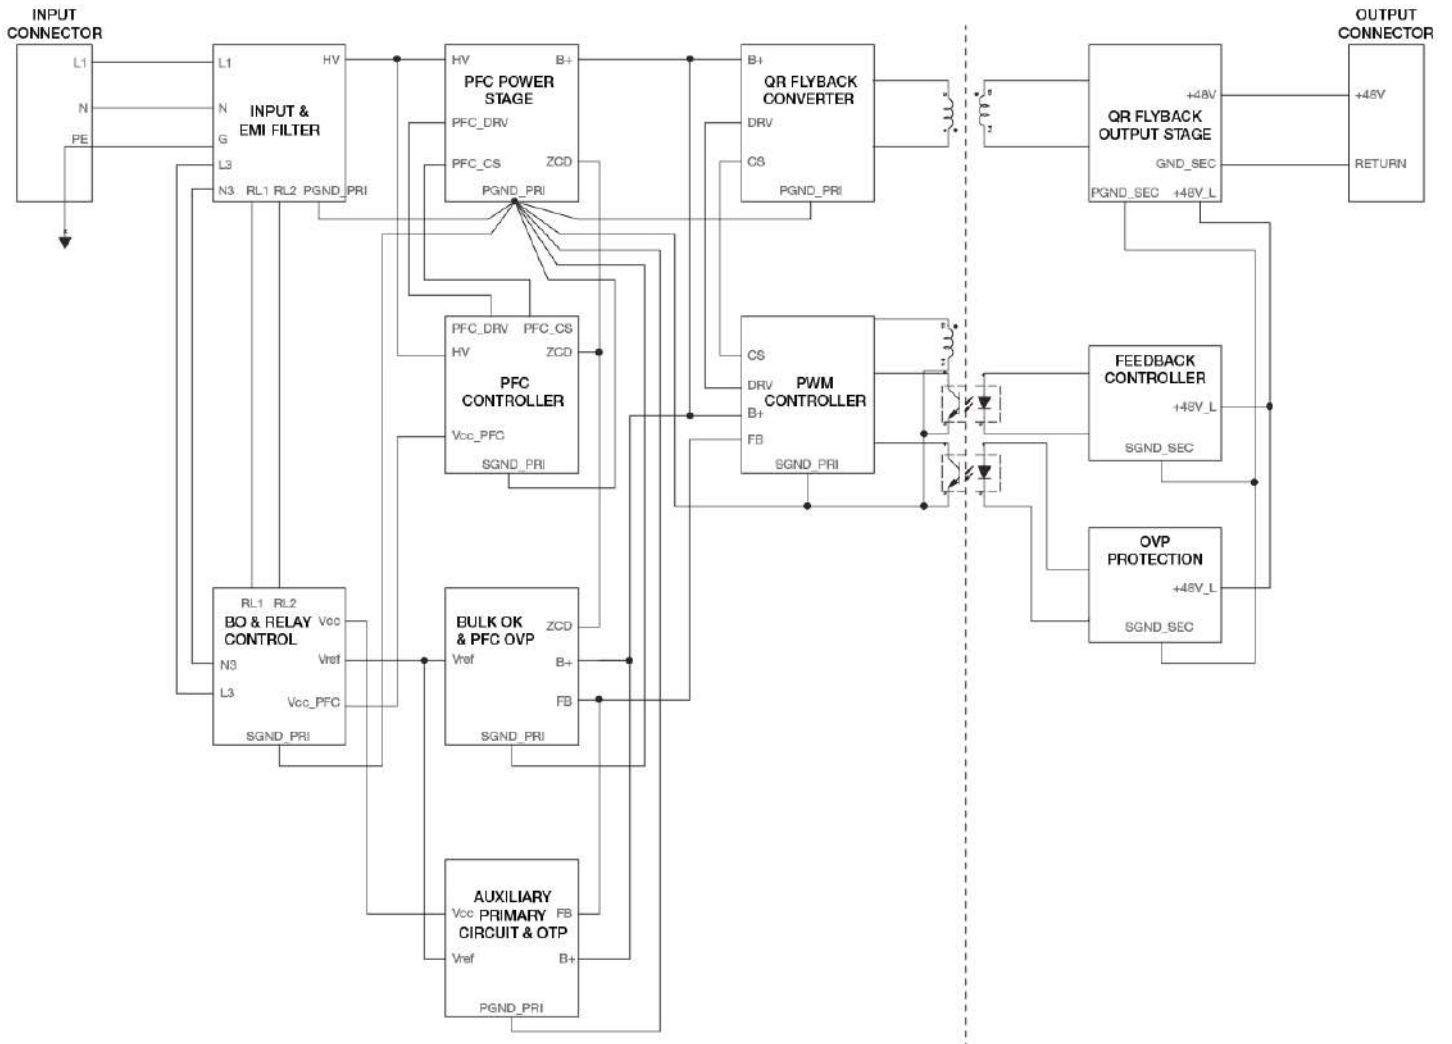 INPUT
CONNECTOR
L1
N
PE
L1
HV
INPUT &
EMI FILTER
N
G
L3
N3 RL1 RL2 PGND_PRI
HV
B+
PFC POWER
STAGE
PFC_DRV
PFC_CS
ZCD
PGND_PRI
B+
QR FLYBACK
CONVERTER
DRV
CS
PGND_PRI
+48V
QR FLYBACK
OUTPUT STAGE
GND_SEC
PGND_SEC +48V_L
OUTPUT
CONNECTOR
+48V
RETURN
PFC_DRV PFC_CS
HV
ZCD
PFC
CONTROLLER
Vcc_PFC
SGND_PRI
CS
PWM
CONTROLLER
DRV
B+
FB
SGND_PRI
FEEDBACK
CONTROLLER
+48V_L
SGND_SEC
OVP
PROTECTION
+48V_L
SGND_SEC
RL1 RL2
BO & RELAY
CONTROL
Vcc
Vref
N3
L3
Vcc_PFC
SGND_PRI
BULK OK
& PFC OVP
ZCD
Vref
B+
FB
SGND_PRI
AUXILIARY
PRIMARY
CIRCUIT & OTP
Vcc
FB
Vref
B+
PGND_PRI